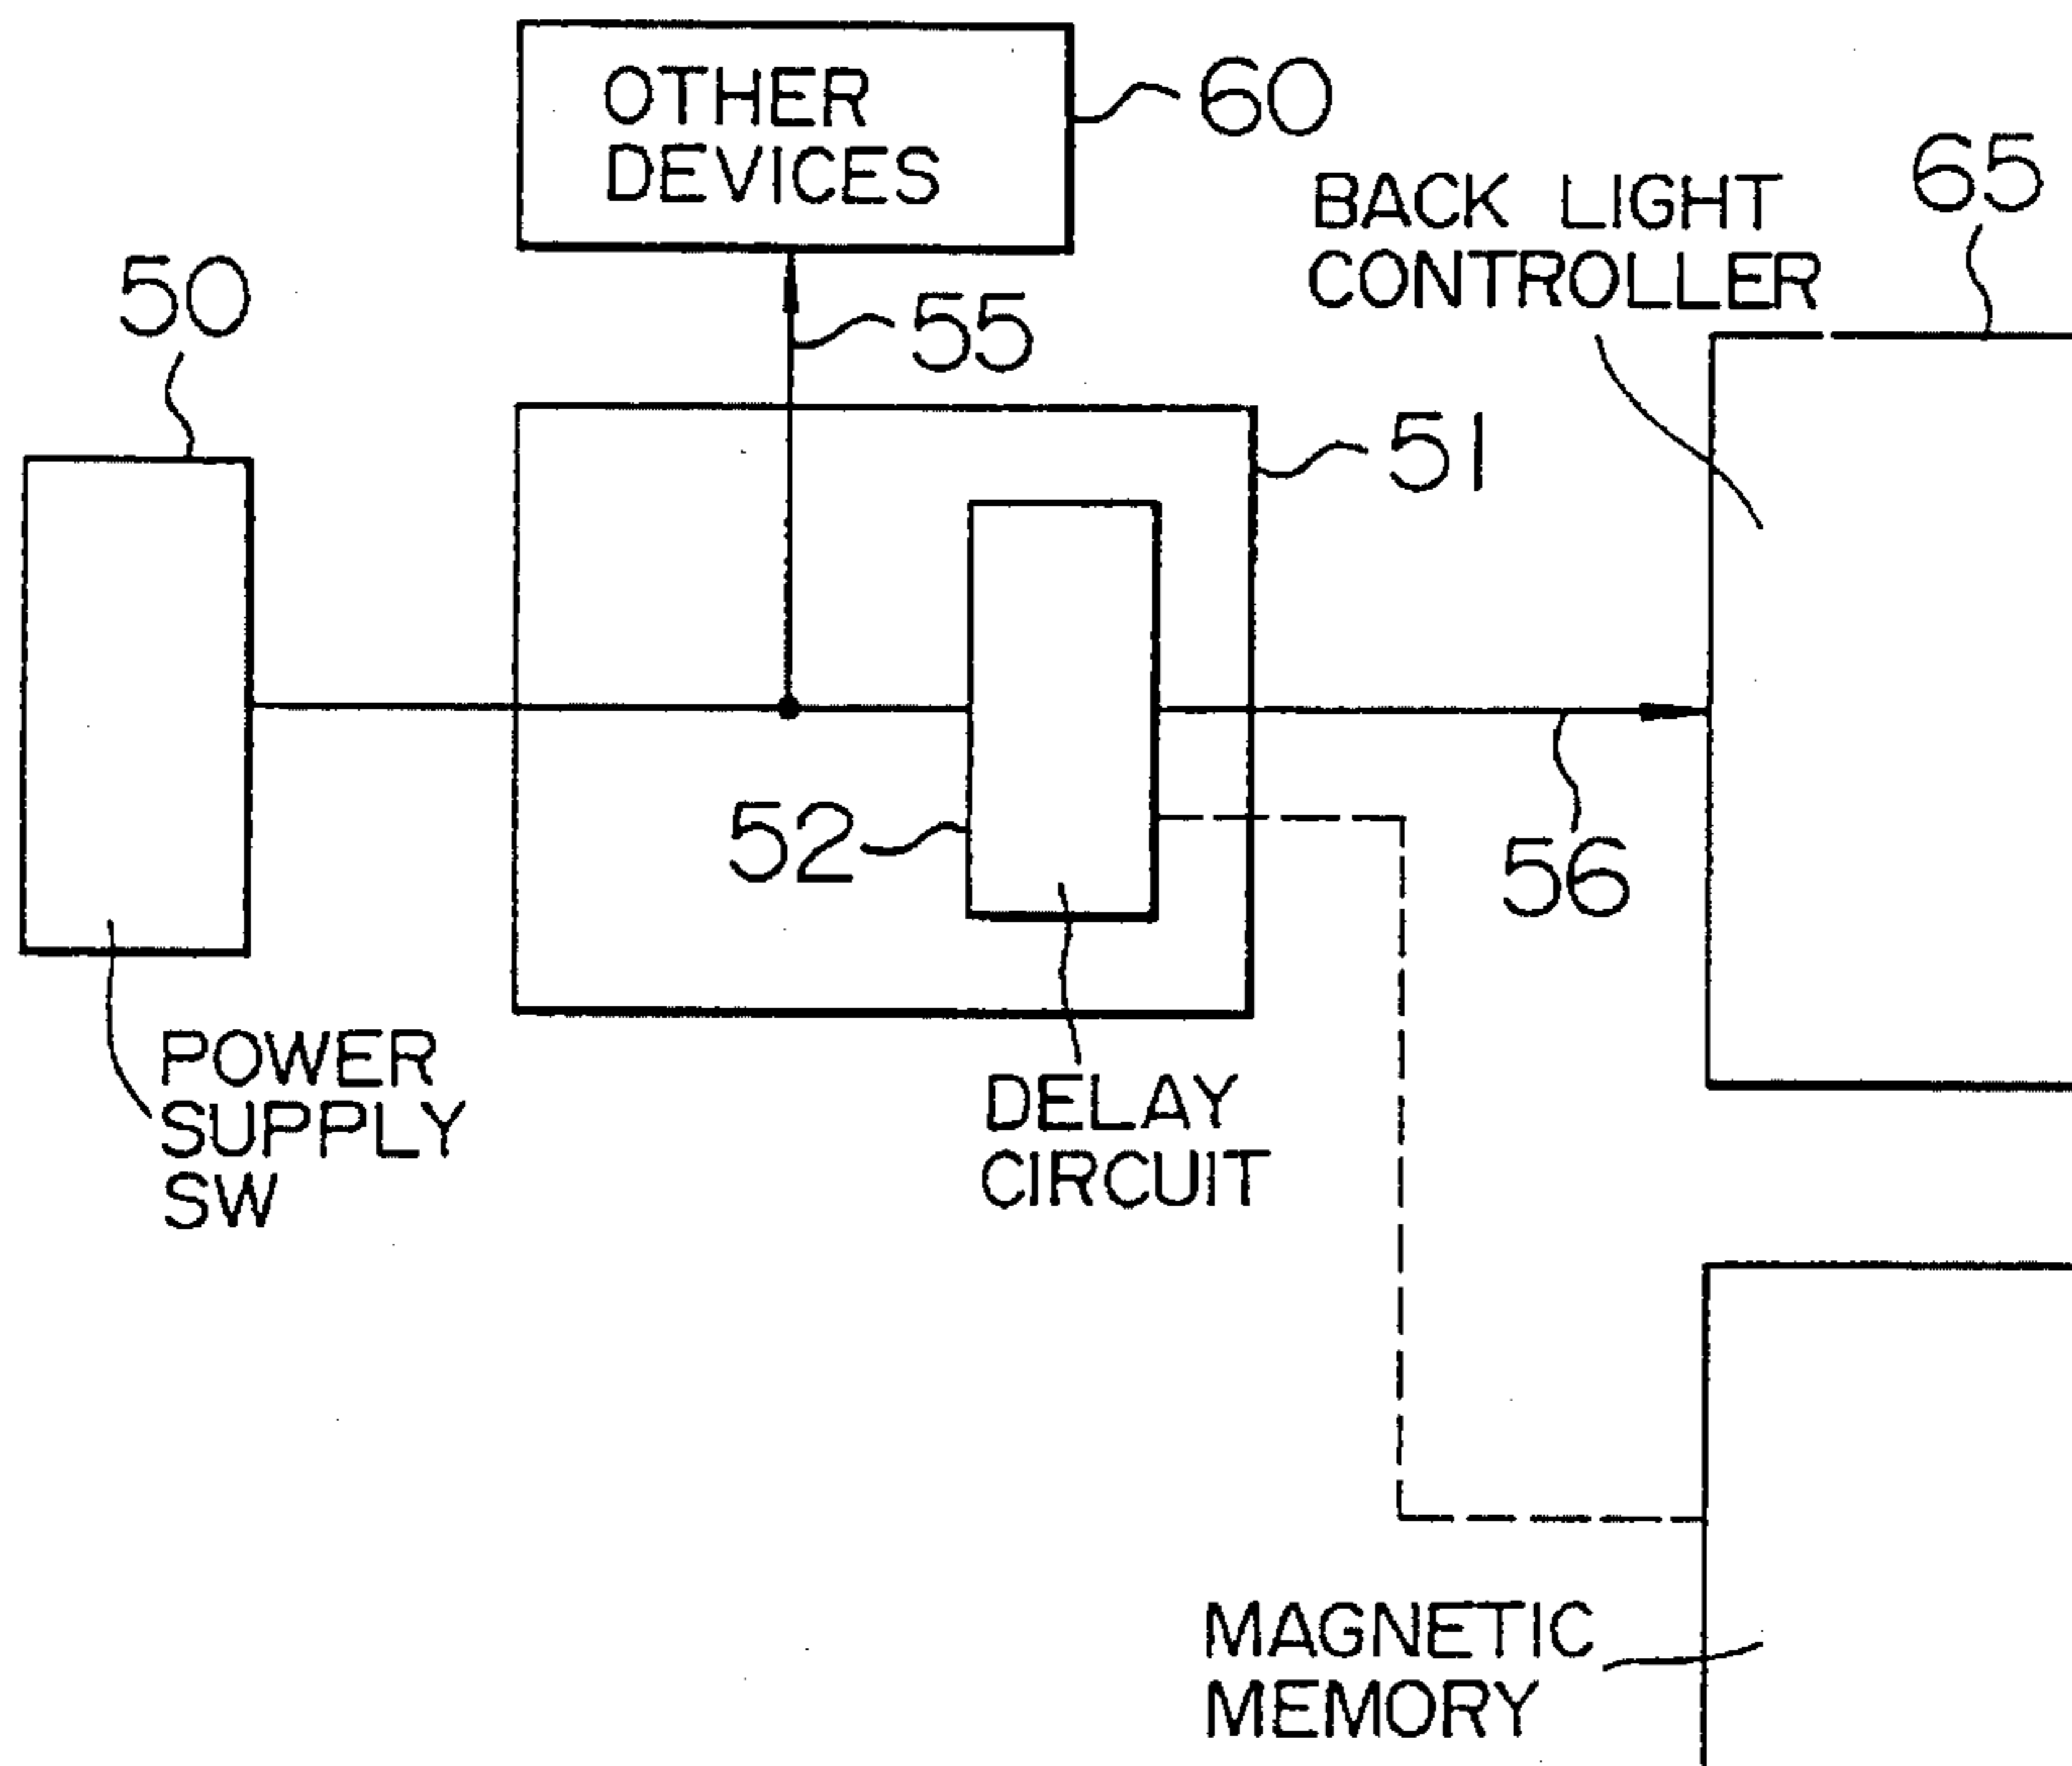 OTHER
DEVICES
60
65
BACK LIGHT
CONTROLLER
50
55
51
52
56
POWER
SUPPLY
SW
DELAY
CIRCUIT
MAGNETIC
MEMORY